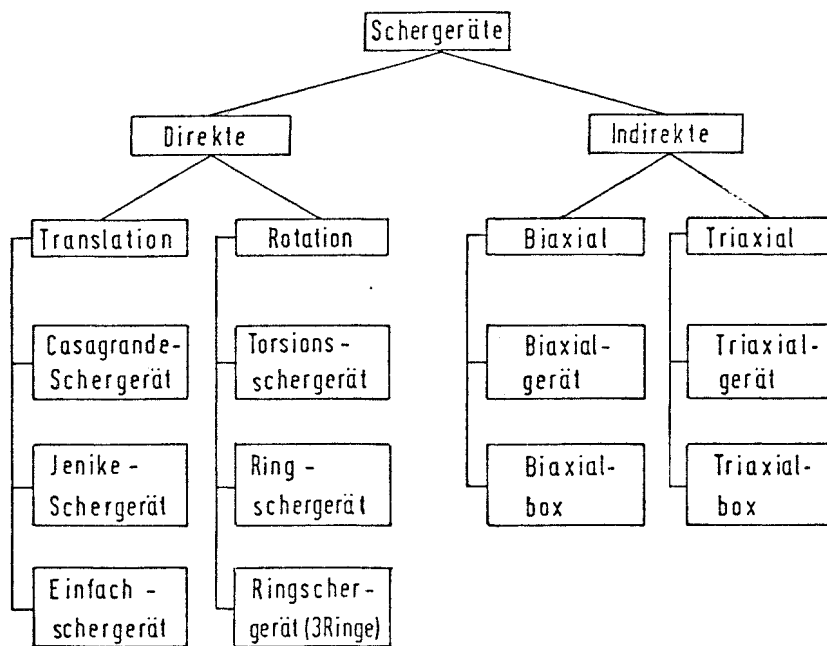 Schergeräte
Direkte
Indirekte
Translation
Rotation
Biaxial
Triaxial
Casagrande-
Schergerät
Torsions-
schergerät
Biaxial-
gerät
Triaxial-
gerät
Jenike-
Schergerät
Ring-
schergerät
Biaxial-
box
Triaxial-
box
Einfach-
schergerät
Ringscher-
gerät (3Ringe)